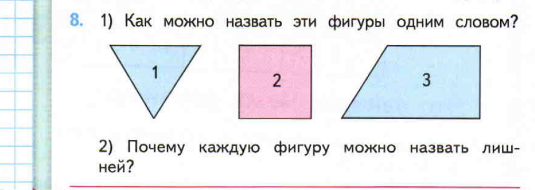 8. 1) Как можно назвать эти фигуры одним словом?
1
2
3
2) Почему каждую фигуру можно назвать лиш-
ней?